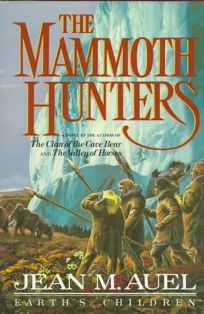 THE
MAMMOTH
HUNTERS
A NOVEL BY THE AUTHOR OF
The Clan of the Cave Bear
AND The Valley of Horses
JEAN M. AUEL
EARTH'S CHILDREN